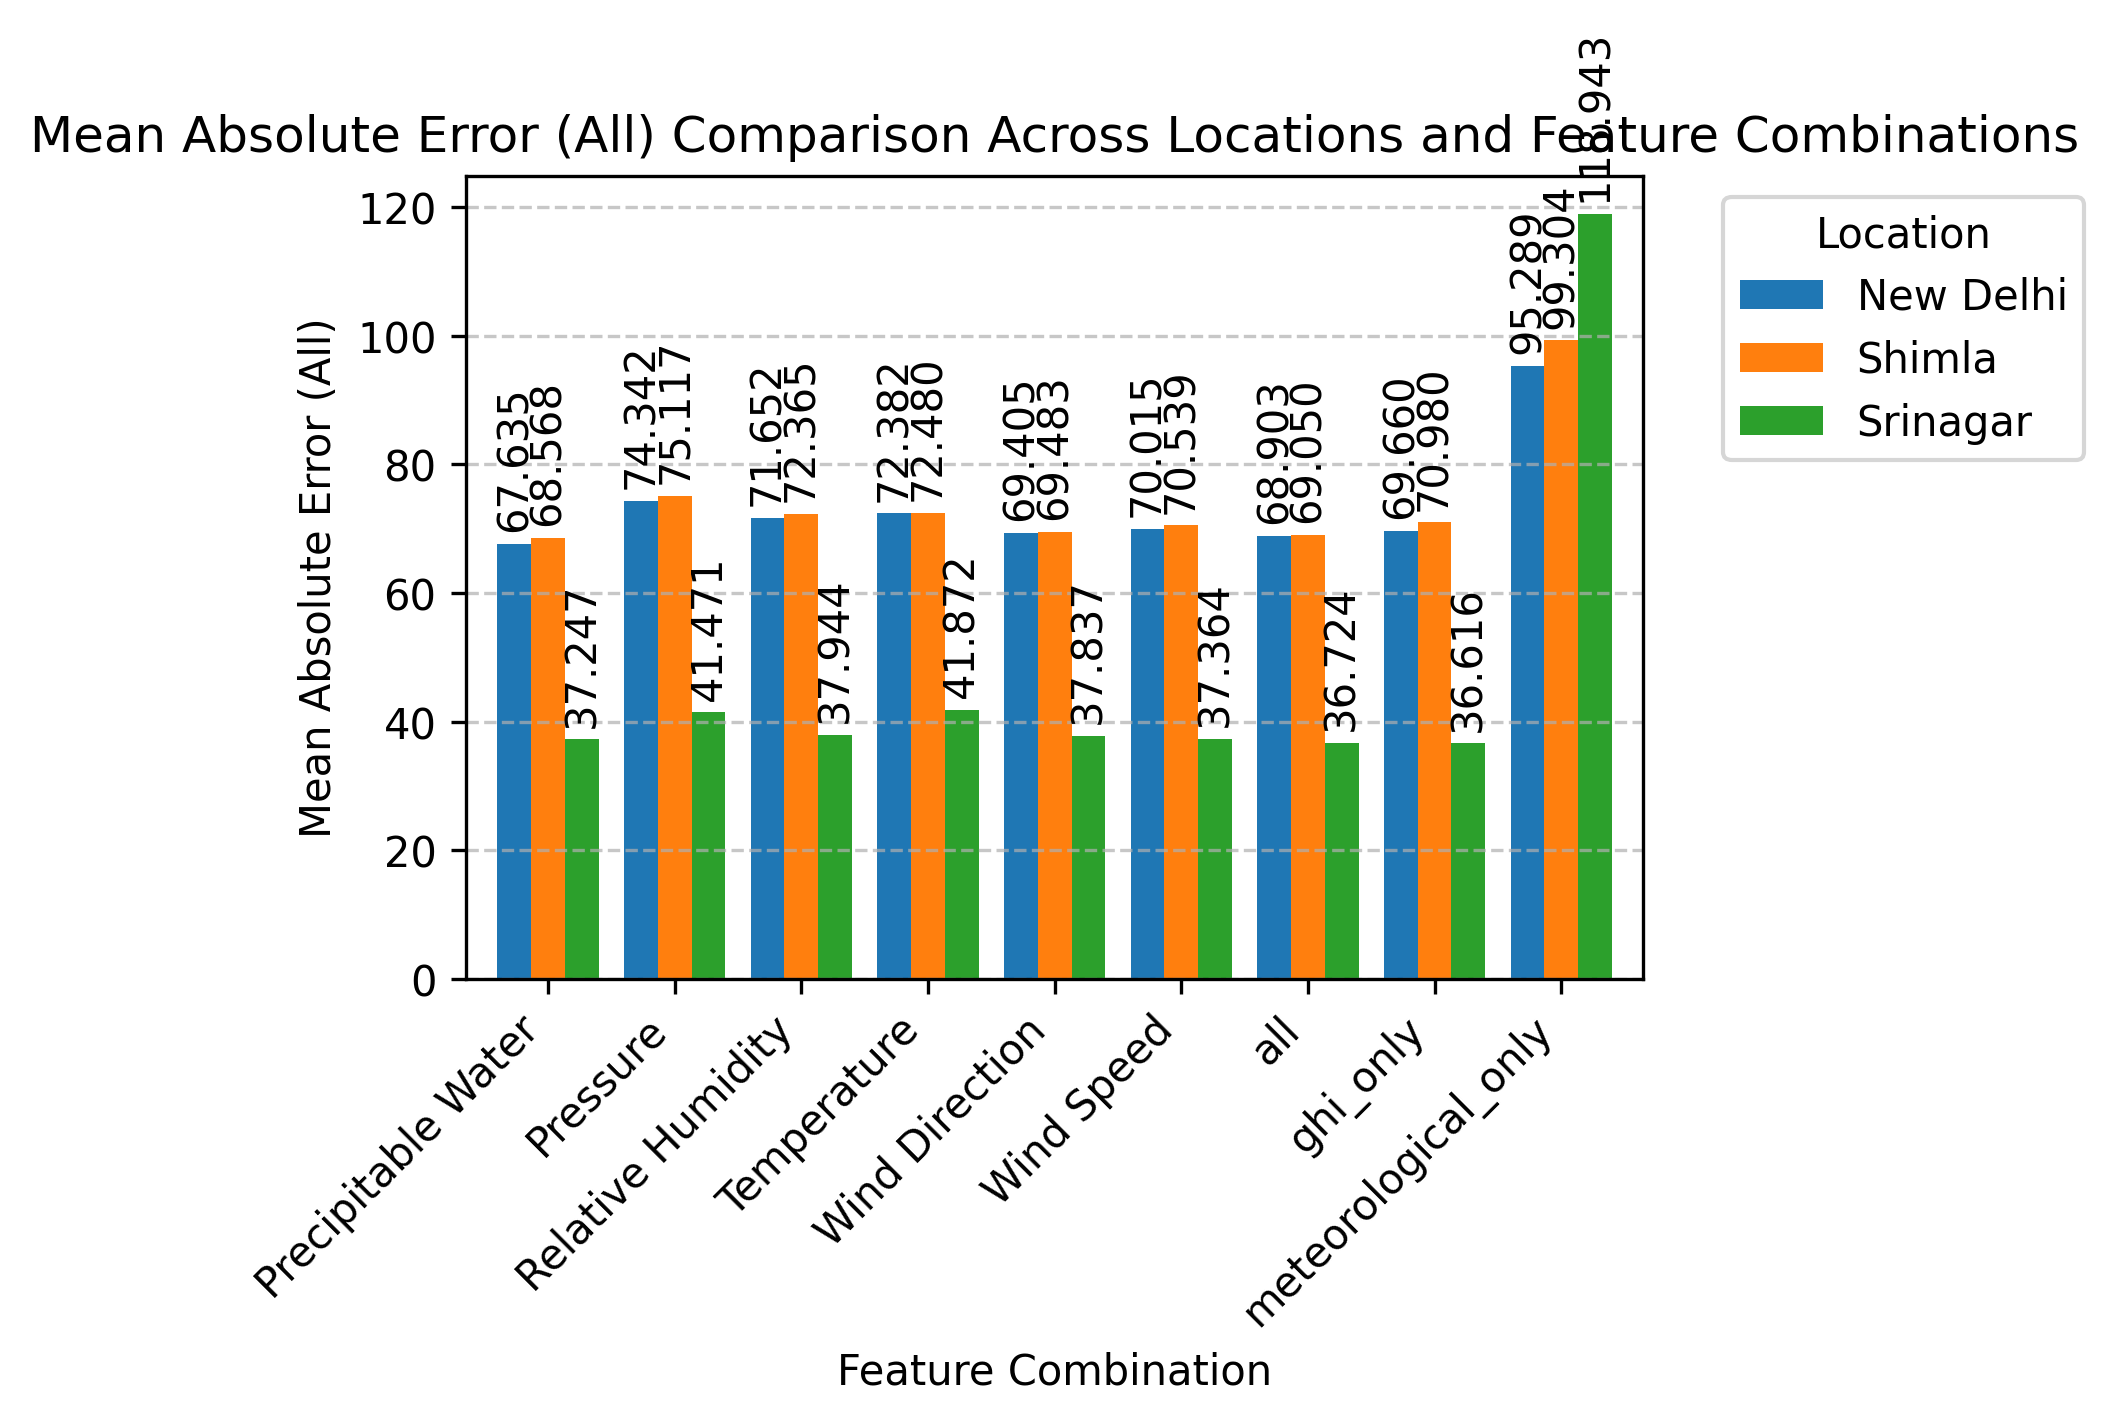 Mean Absolute Error (All) Comparison Across Locations and Feature Combinations
Mean Absolute Error (All)
120
100
80
60
40
20
0
67.635
68.568
37.247
74.342
75.117
41.471
71.652
72.365
37.944
72.382
72.480
41.872
69.405
69.483
37.837
70.015
70.539
37.364
68.903
69.050
36.724
69.660
70.980
36.616
95.289
99.304
118.943
Location
New Delhi
Shimla
Srinagar
Precipitable Water
Pressure
Relative Humidity
Temperature
Wind Direction
Wind Speed
all
ghi_only
meteorological_only
Feature Combination